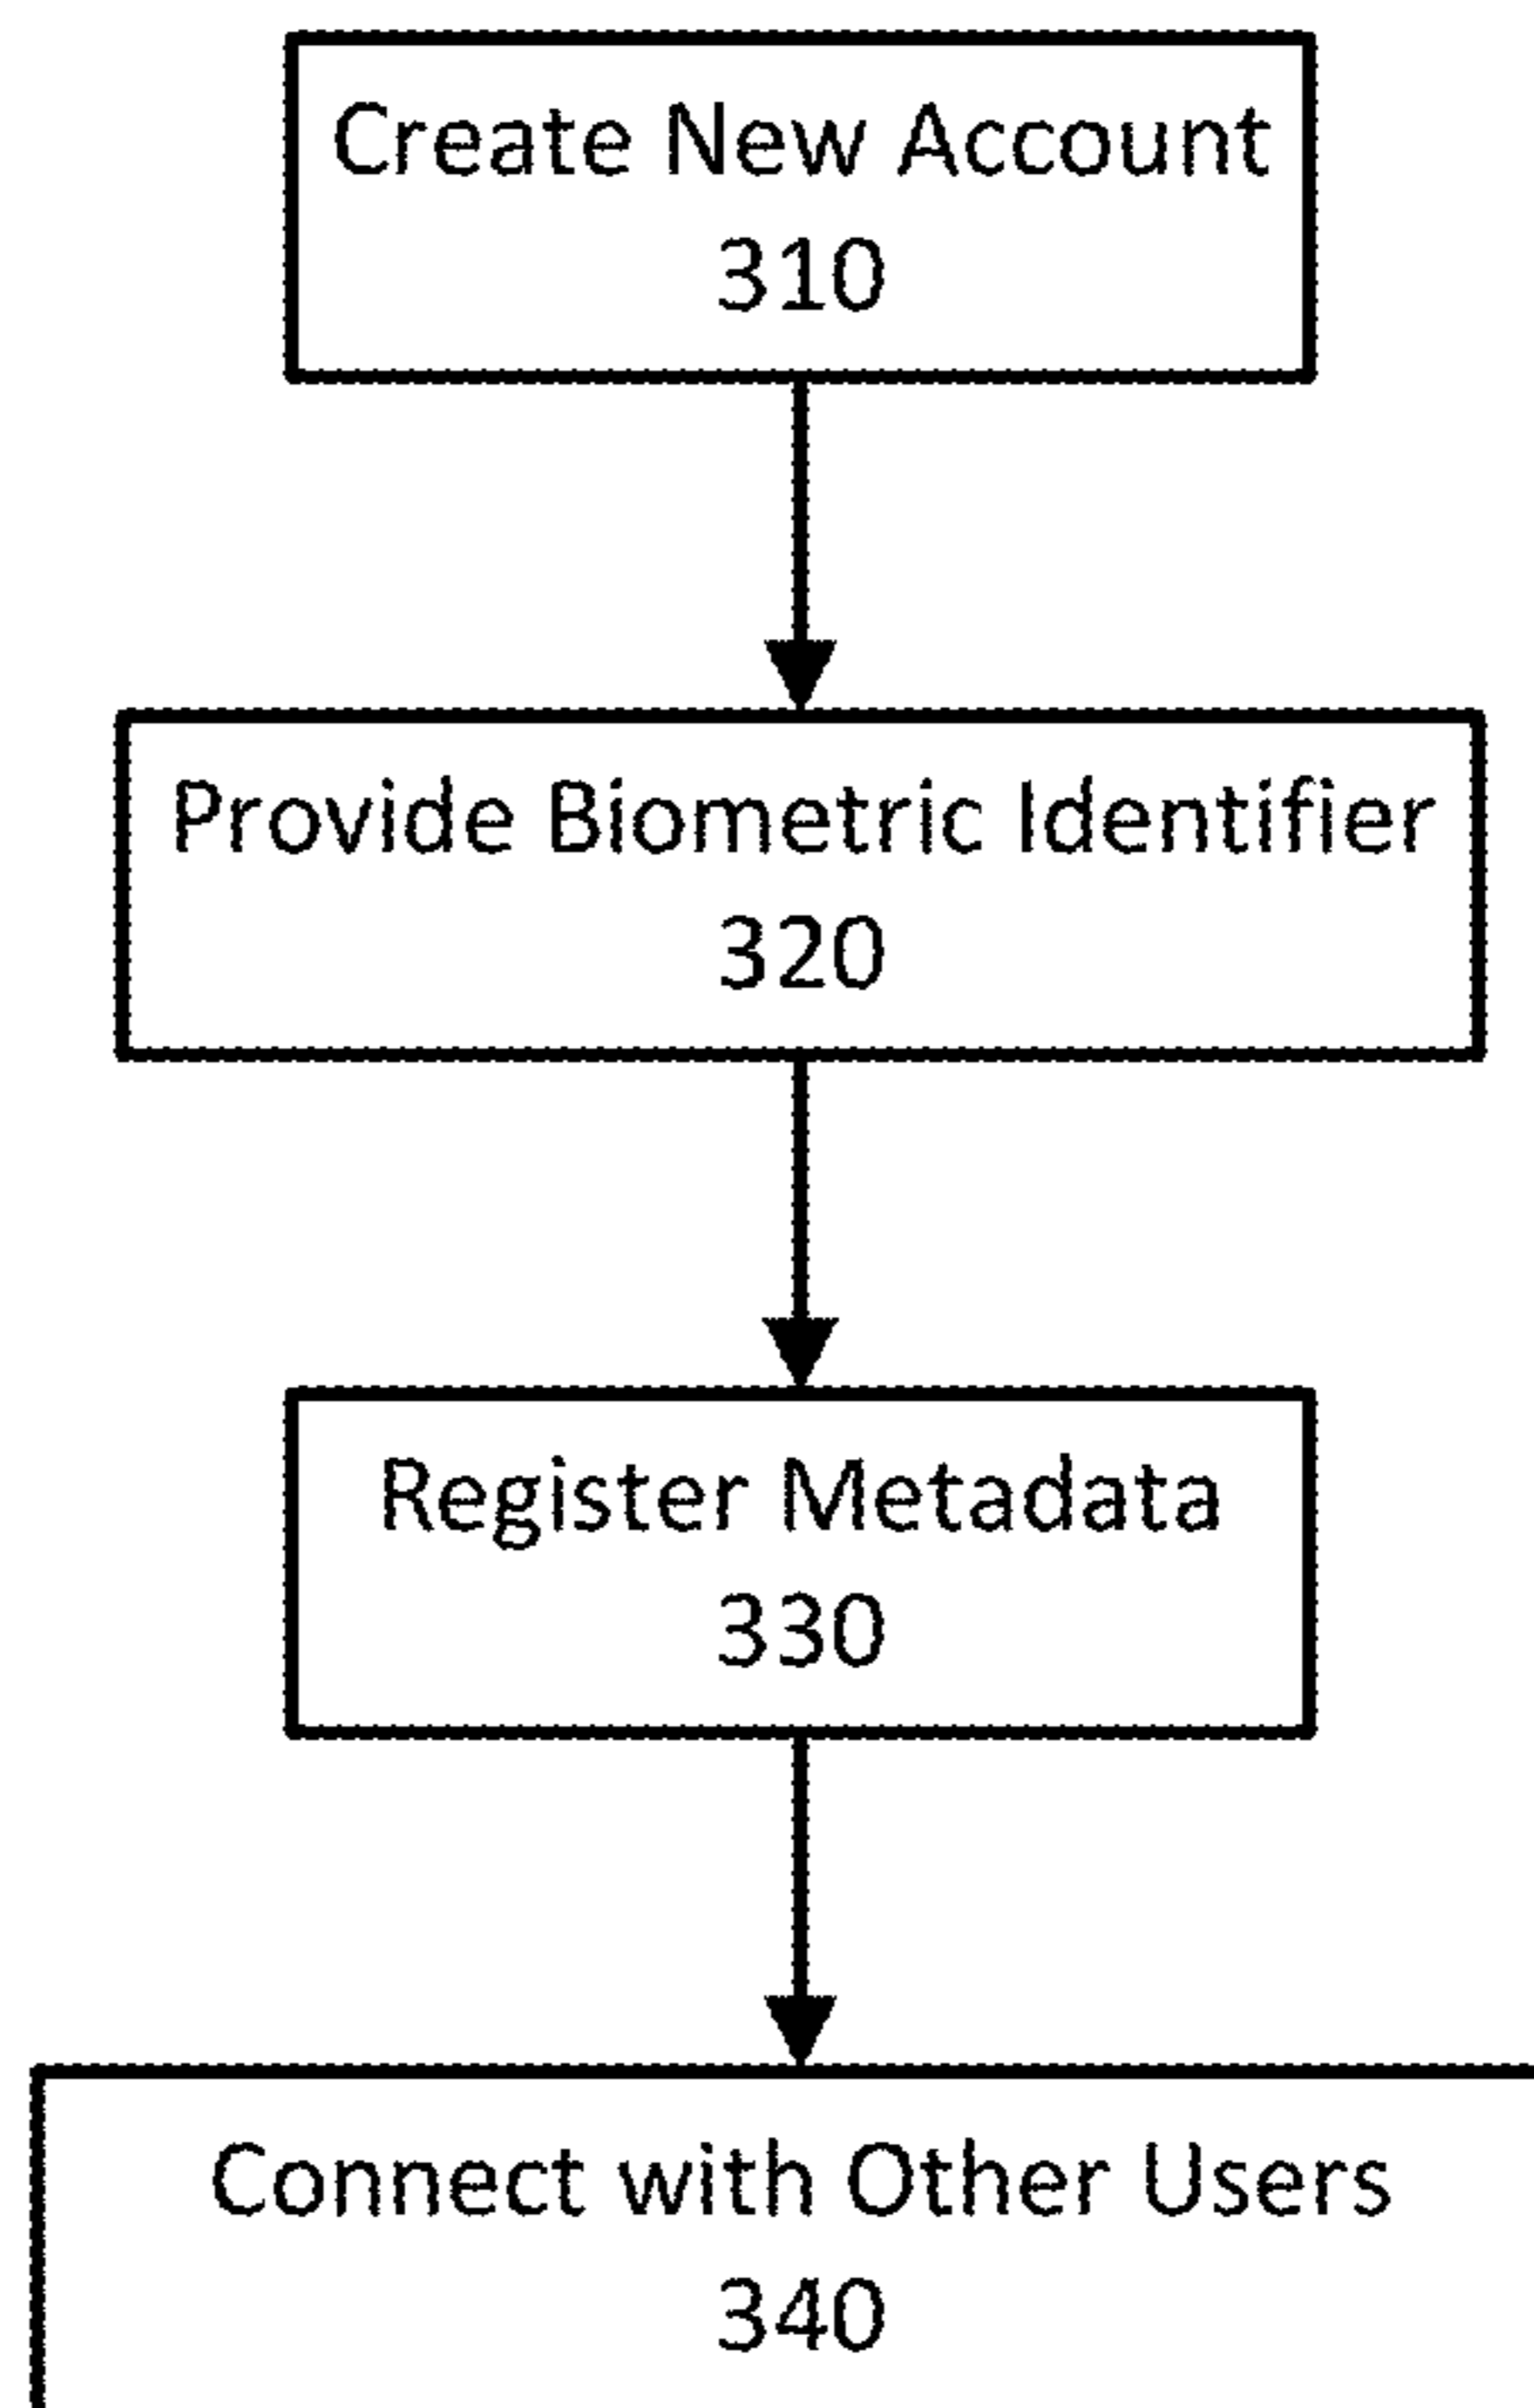 Create New Account
310
Provide Biometric Identifier
320
Register Metadata
330
Connect with Other Users
340